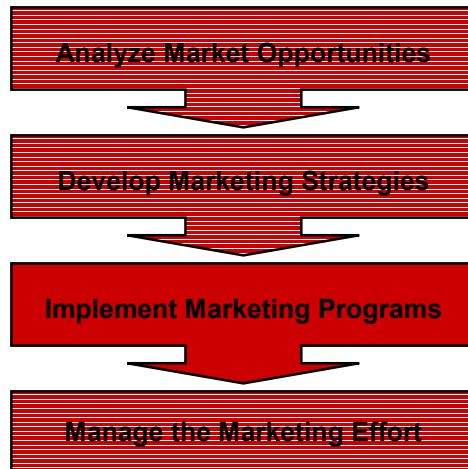 Analyze Market Opportunities
Develop Marketing Strategies
Implement Marketing Programs
Manage the Marketing Effort